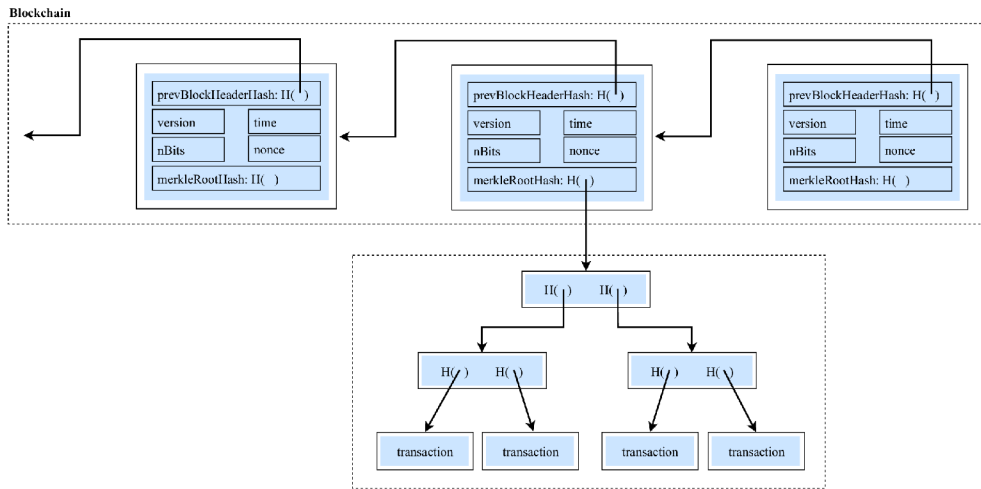 Blockchain
prevBlockHeaderHash: H( )
version time
nBits nonce
merkleRootHash: H( )
prevBlockHeaderHash: H( )
version time
nBits nonce
merkleRootHash: H( )
prevBlockHeaderHash: H( )
version time
nBits nonce
merkleRootHash: H( )
H( ) H( )
H( ) H( )
H( ) H( )
transaction
transaction
transaction
transaction